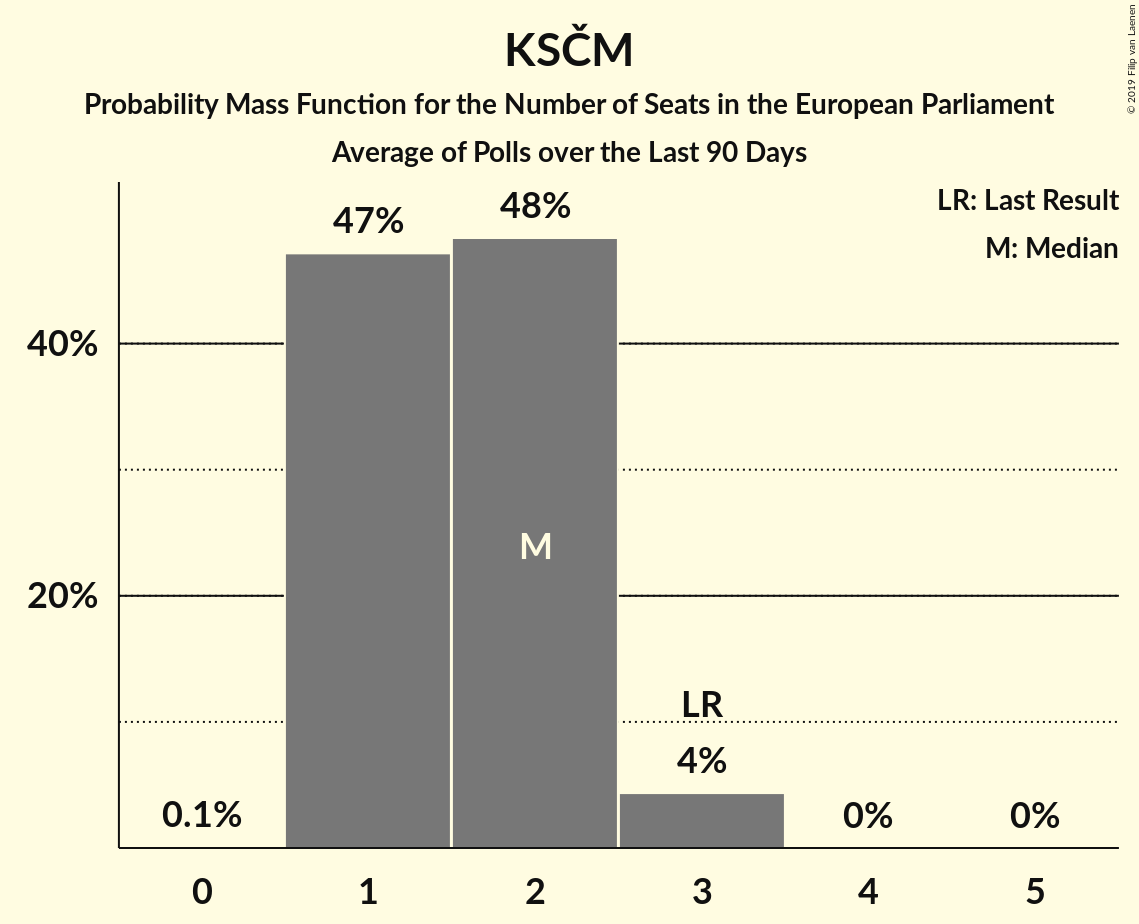 KSČM
Probability Mass Function for the Number of Seats in the European Parliament
Average of Polls over the Last 90 Days
© 2019 Filip van Laenen
LR: Last Result
M: Median
47%
48%
40%
M
20%
LR
4%
0.1%
0%
0%
0 1 2 3 4 5